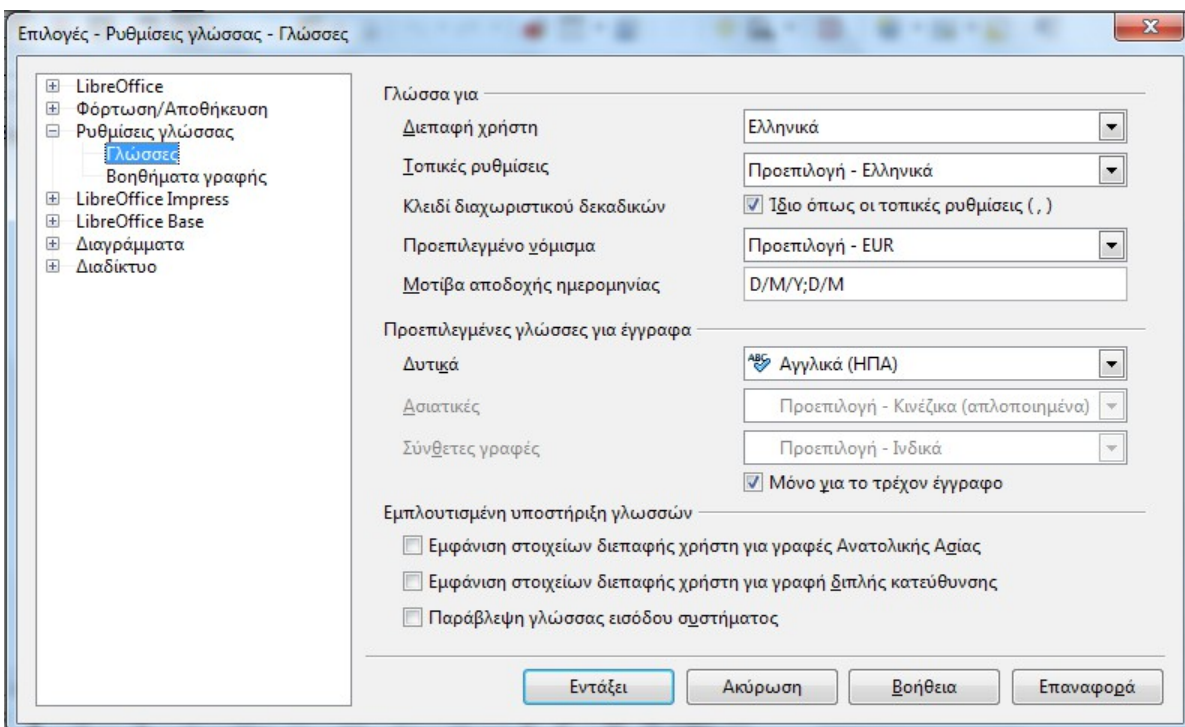 Επιλογές - Ρυθμίσεις γλώσσας - Γλώσσες
LibreOffice
Φόρτωση/Αποθήκευση
Ρυθμίσεις γλώσσας
Γλώσσες
Βοηθήματα γραφής
LibreOffice Impress
LibreOffice Base
Διαγράμματα
Διαδίκτυο
Γλώσσα για
Διεπαφή χρήστη Ελληνικά
Τοπικές ρυθμίσεις Προεπιλογή - Ελληνικά
Κλειδί διαχωριστικού δεκαδικών Ίδιο όπως οι τοπικές ρυθμίσεις ( , )
Προεπιλεγμένο νόμισμα Προεπιλογή - EUR
Μοτίβα αποδοχής ημερομηνίας D/M/Y;D/M
Προεπιλεγμένες γλώσσες για έγγραφα
Δυτικά ABC Αγγλικά (ΗΠΑ)
Ασιατικές Προεπιλογή - Κινέζικα (απλοποιημένα)
Σύνθετες γραφές Προεπιλογή - Ινδικά
Μόνο για το τρέχον έγγραφο
Εμπλουτισμένη υποστήριξη γλωσσών
Εμφάνιση στοιχείων διεπαφής χρήστη για γραφές Ανατολικής Ασίας
Εμφάνιση στοιχείων διεπαφής χρήστη για γραφή διπλής κατεύθυνσης
Παράβλεψη γλώσσας εισόδου συστήματος
Εντάξει Ακύρωση Βοήθεια Επαναφορά